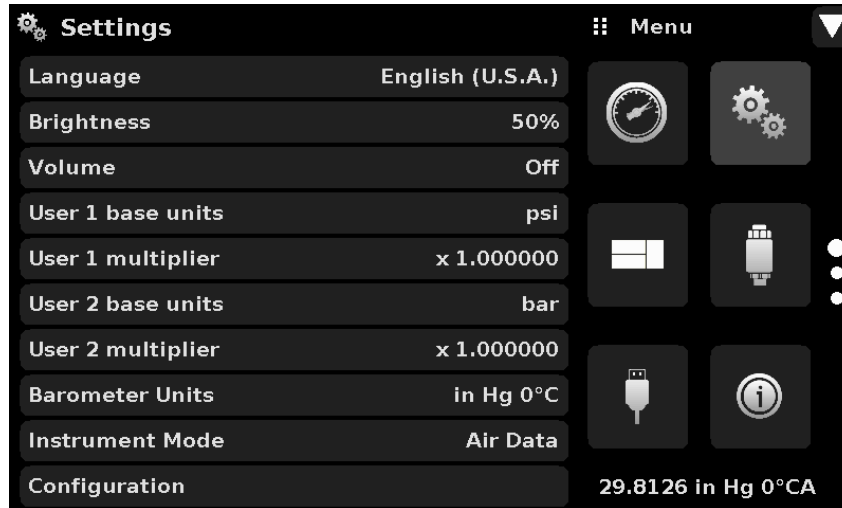 Settings
Language English (U.S.A.)
Brightness 50%
Volume Off
User 1 base units psi
User 1 multiplier x 1.000000
User 2 base units bar
User 2 multiplier x 1.000000
Barometer Units in Hg 0°C
Instrument Mode Air Data
Configuration
Menu
29.8126 in Hg 0°CA